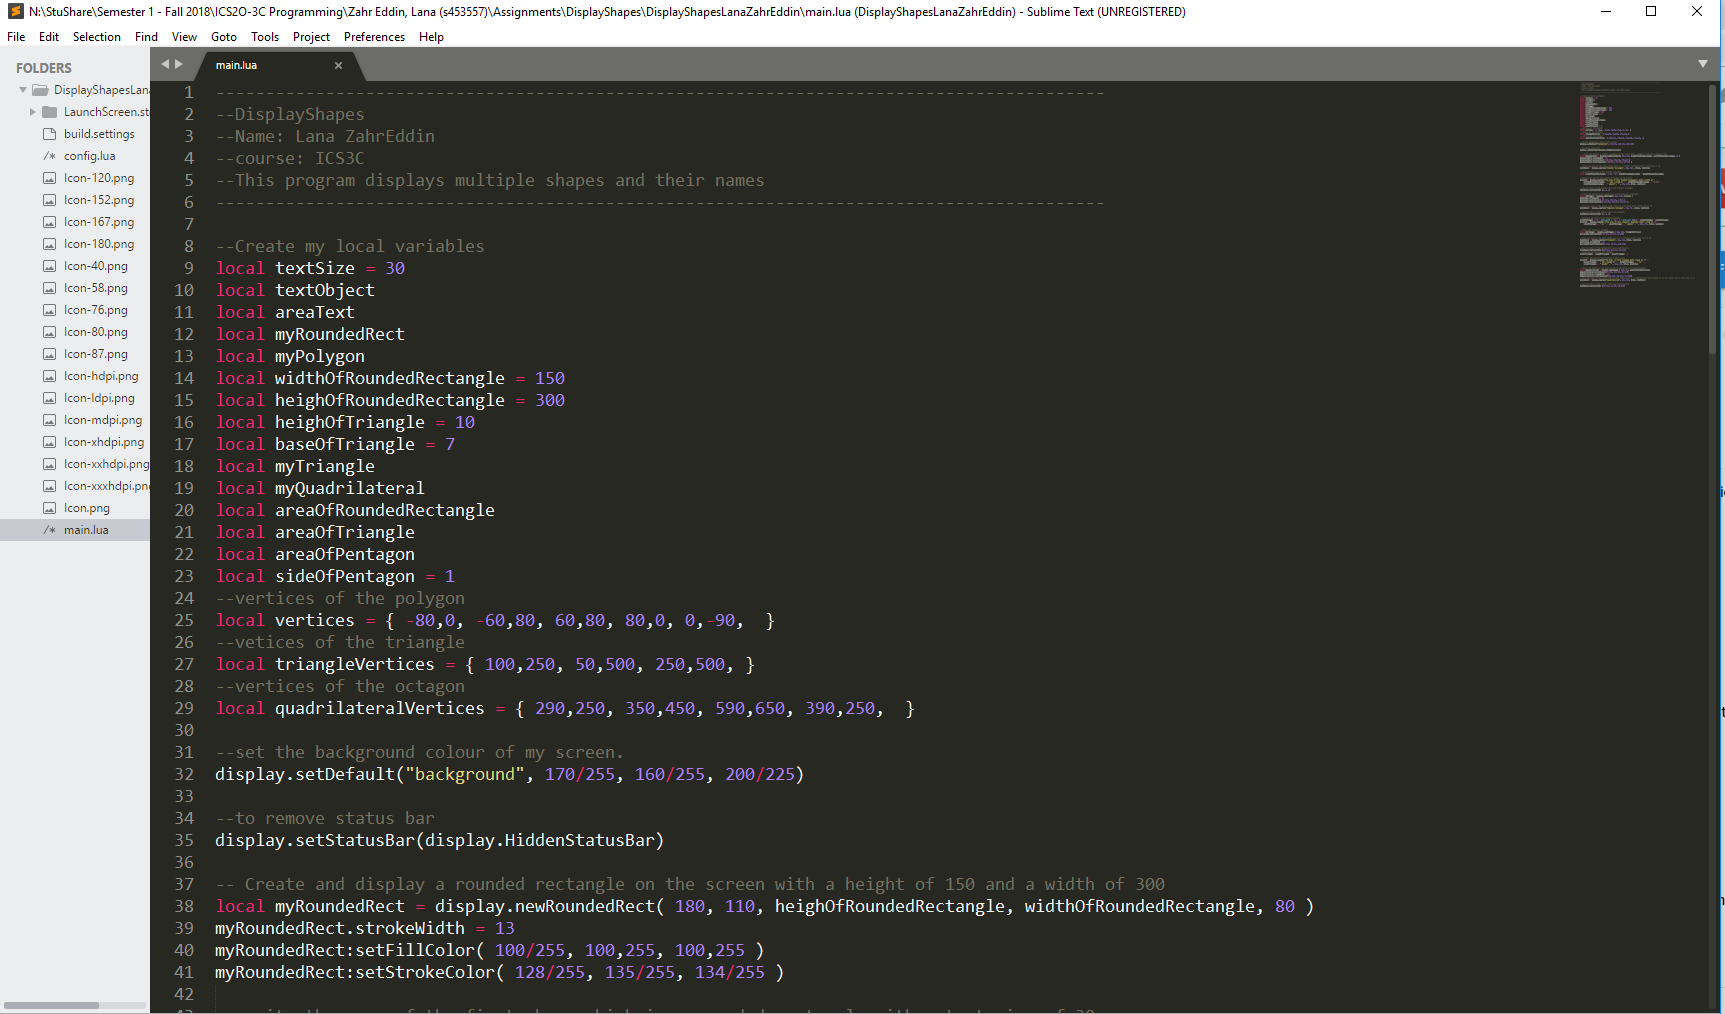 N:\StuShare\Semester 1 - Fall 2018\ICS2O-3C Programming\Zahr Eddin, Lana (s453557)\Assignments\DisplayShapes\DisplayShapesLanaZahrEddin\main.lua (DisplayShapesLanaZahrEddin) - Sublime Text (UNREGISTERED)
File Edit Selection Find View Goto Tools Project Preferences Help
FOLDERS
DisplayShapesLan
LaunchScreen.st
build.settings
/* config.lua
Icon-120.png
Icon-152.png
Icon-167.png
Icon-180.png
Icon-40.png
Icon-58.png
Icon-76.png
Icon-80.png
Icon-87.png
Icon-hdpi.png
Icon-ldpi.png
Icon-mdpi.png
Icon-xhdpi.png
Icon-xxhdpi.png
Icon-xxxhdpi.pn
Icon.png
/* main.lua
main.lua ×
1 -----------------------------------------------------------------------------------------
2 --DisplayShapes
3 --Name: Lana ZahrEddin
4 --course: ICS3C
5 --This program displays multiple shapes and their names
6 -----------------------------------------------------------------------------------------
7
8 --Create my local variables
9 local textSize = 30
10 local textObject
11 local areaText
12 local myRoundedRect
13 local myPolygon
14 local widthOfRoundedRectangle = 150
15 local heighOfRoundedRectangle = 300
16 local heighOfTriangle = 10
17 local baseOfTriangle = 7
18 local myTriangle
19 local myQuadrilateral
20 local areaOfRoundedRectangle
21 local areaOfTriangle
22 local areaOfPentagon
23 local sideOfPentagon = 1
24 --vertices of the polygon
25 local vertices = { -80,0, -60,80, 60,80, 80,0, 0,-90,  }
26 --vetices of the triangle
27 local triangleVertices = { 100,250, 50,500, 250,500, }
28 --vertices of the octagon
29 local quadrilateralVertices = { 290,250, 350,450, 590,650, 390,250,  }
30
31 --set the background colour of my screen.
32 display.setDefault("background", 170/255, 160/255, 200/225)
33
34 --to remove status bar
35 display.setStatusBar(display.HiddenStatusBar)
36
37 -- Create and display a rounded rectangle on the screen with a height of 150 and a width of 300
38 local myRoundedRect = display.newRoundedRect( 180, 110, heighOfRoundedRectangle, widthOfRoundedRectangle, 80 )
39 myRoundedRect.strokeWidth = 13
40 myRoundedRect:setFillColor( 100/255, 100,255, 100,255 )
41 myRoundedRect:setStrokeColor( 128/255, 135/255, 134/255 )
42